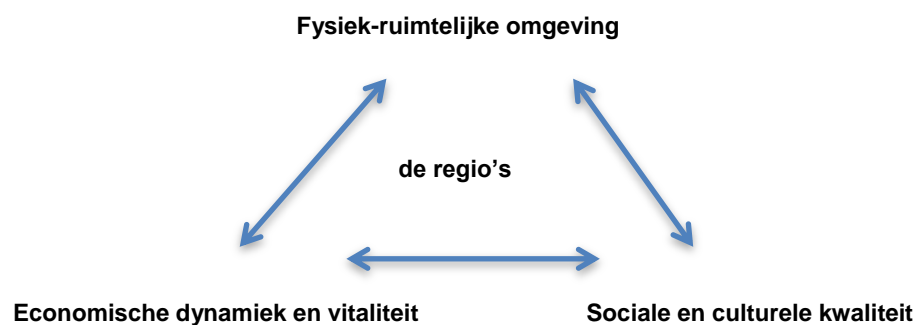 Fysiek-ruimtelijke omgeving
de regio’s
Economische dynamiek en vitaliteit
Sociale en culturele kwaliteit